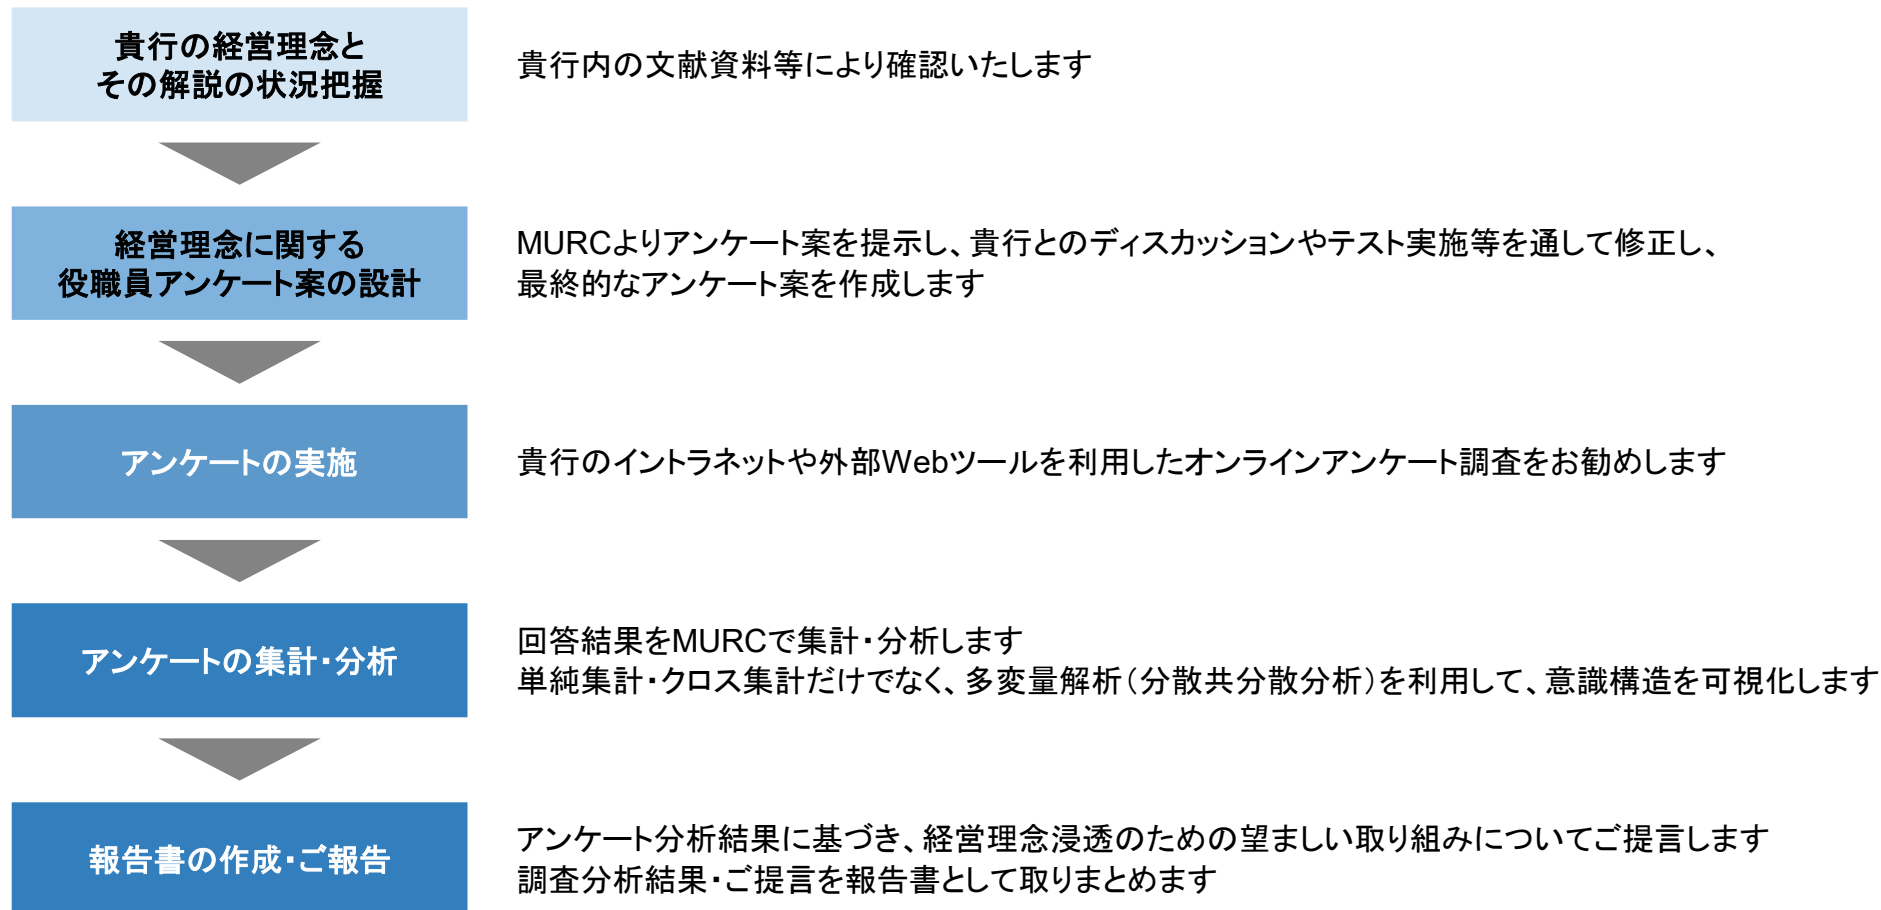 貴行の経営理念と
その解説の状況把握
貴行内の文献資料等により確認いたします
経営理念に関する
役職員アンケート案の設計
MURCよりアンケート案を提示し、貴行とのディスカッションやテスト実施等を通して修正し、
最終的なアンケート案を作成します
アンケートの実施
貴行のイントラネットや外部Webツールを利用したオンラインアンケート調査をお勧めします
アンケートの集計・分析
回答結果をMURCで集計・分析します
単純集計・クロス集計だけでなく、多変量解析（分散共分散分析）を利用して、意識構造を可視化します
報告書の作成・ご報告
アンケート分析結果に基づき、経営理念浸透のための望ましい取り組みについてご提言します
調査分析結果・ご提言を報告書として取りまとめます